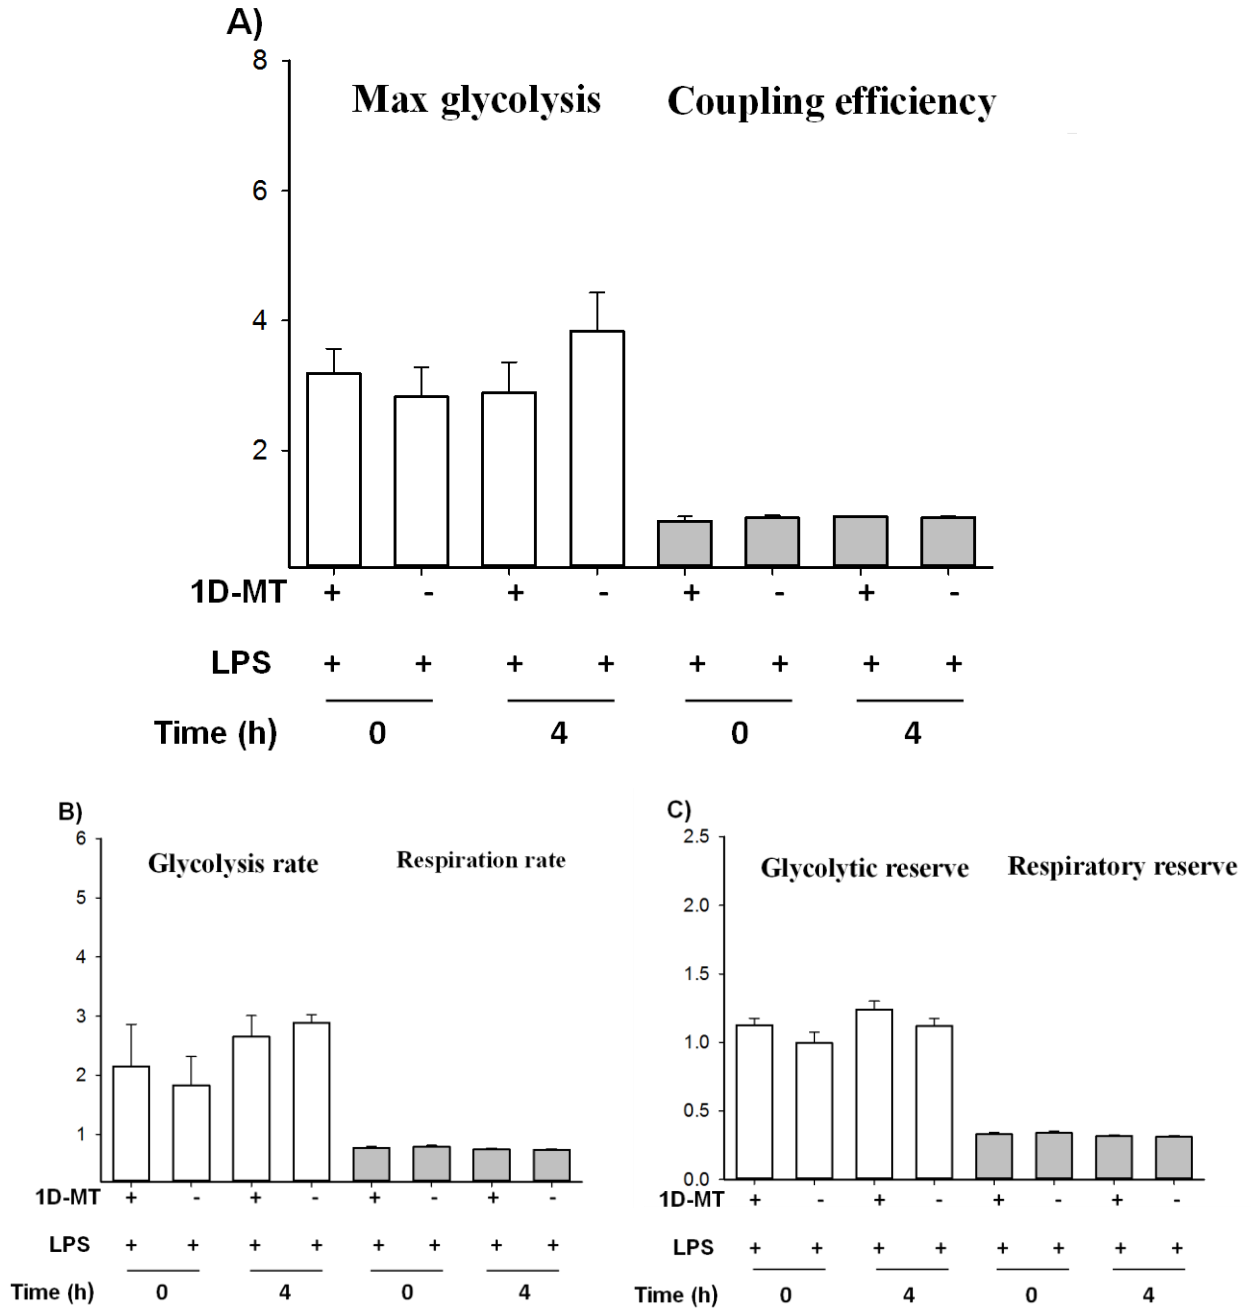 A)
8
Max glycolysis Coupling efficiency
6
4
2
1D-MT + - + - + - + -
LPS + + + + + + + +
Time (h) 0 4 0 4
B)
6
Glycolysis rate Respiration rate
5
4
3
2
1
1D-MT + - + - + - + -
LPS + + + + + + + +
Time (h) 0 4 0 4
C)
2.5
Glycolytic reserve Respiratory reserve
2.0
1.5
1.0
0.5
0.0
1D-MT + - + - + - + -
LPS + + + + + + + +
Time (h) 0 4 0 4